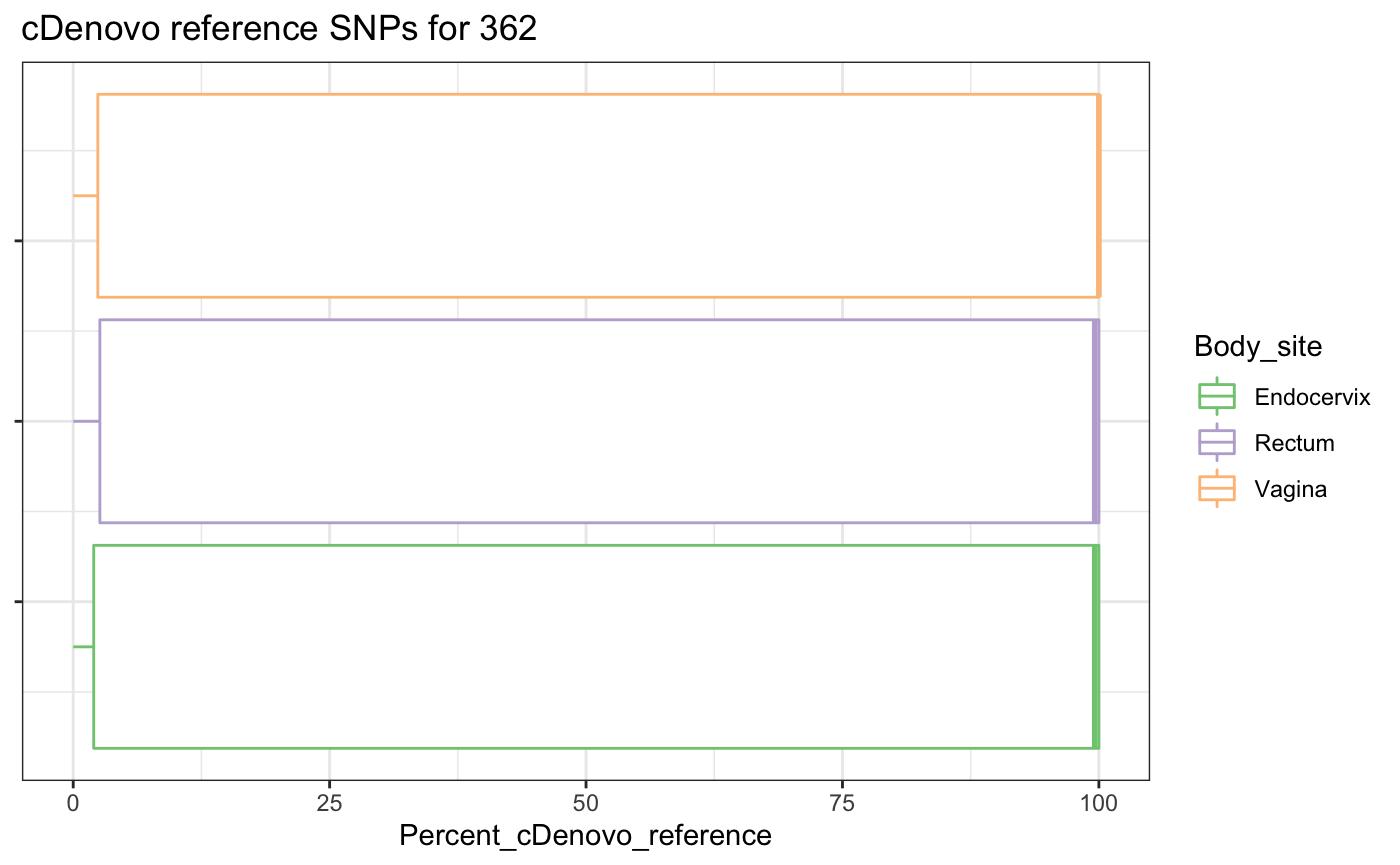 cDenovo reference SNPs for 362
Body_site
Endocervix
Rectum
Vagina
0 25 50 75 100
Percent_cDenovo_reference